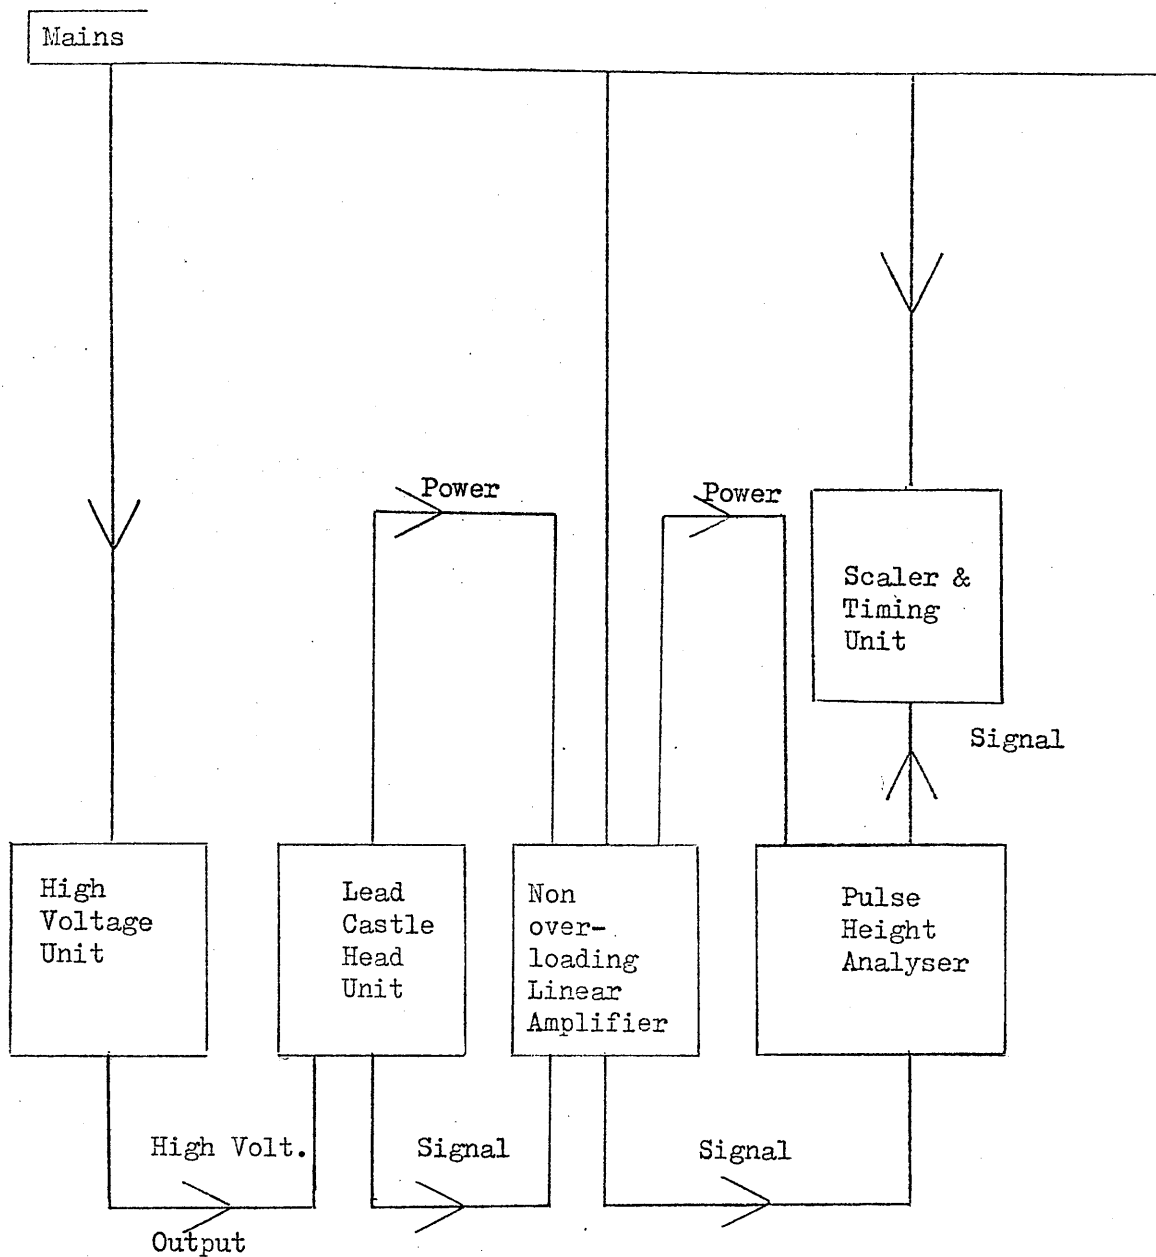 Mains
Power
Power
Scaler &
Timing
Unit
Signal
High
Voltage
Unit
Lead
Castle
Head
Unit
Non
over-
loading
Linear
Amplifier
Pulse
Height
Analyser
High Volt.
Signal
Signal
Output